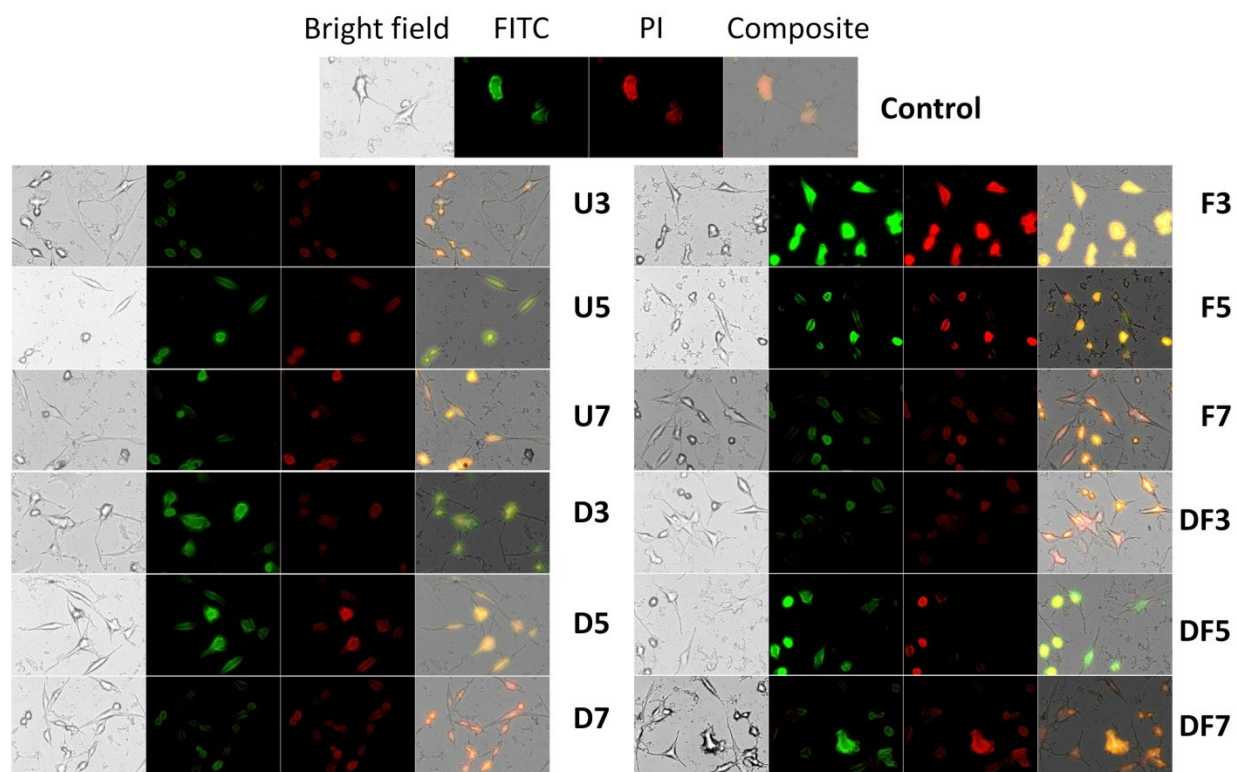 Bright field FITC PI Composite
Control
U3 F3
U5 F5
U7 F7
D3 DF3
D5 DF5
D7 DF7